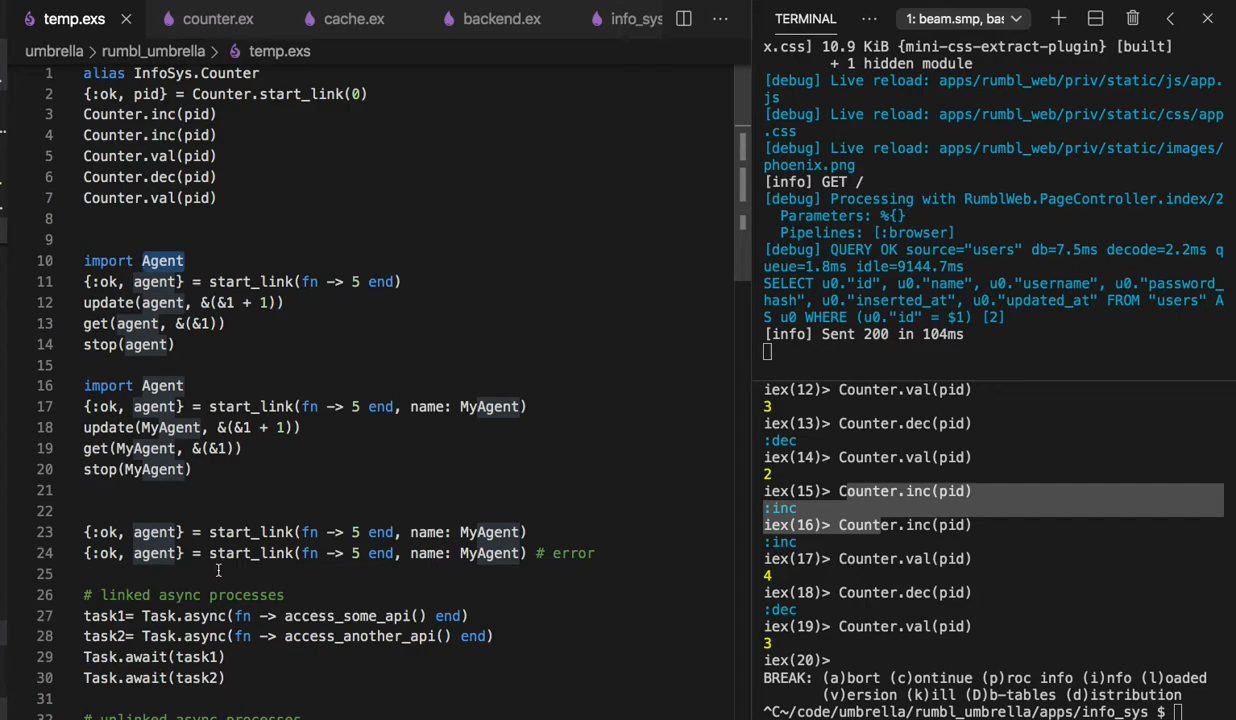 temp.exs
counter.ex
cache.ex
backend.ex
info_sys
umbrella > rumbl_umbrella > temp.exs
1 alias InfoSys.Counter
2 {:ok, pid} = Counter.start_link(0)
3 Counter.inc(pid)
4 Counter.inc(pid)
5 Counter.val(pid)
6 Counter.dec(pid)
7 Counter.val(pid)
8
9
10 import Agent
11 {:ok, agent} = start_link(fn -> 5 end)
12 update(agent, &(&1 + 1))
13 get(agent, &(&1))
14 stop(agent)
15
16 import Agent
17 {:ok, agent} = start_link(fn -> 5 end, name: MyAgent)
18 update(MyAgent, &(&1 + 1))
19 get(MyAgent, &(&1))
20 stop(MyAgent)
21
22
23 {:ok, agent} = start_link(fn -> 5 end, name: MyAgent)
24 {:ok, agent} = start_link(fn -> 5 end, name: MyAgent) # error
25
26 # linked async processes
27 task1= Task.async(fn -> access_some_api() end)
28 task2= Task.async(fn -> access_another_api() end)
29 Task.await(task1)
30 Task.await(task2)
31
32 # unlinked async processes
TERMINAL
1: beam.smp, bas
x.css] 10.9 KiB {mini-css-extract-plugin} [built]
+ 1 hidden module
[debug] Live reload: apps/rumbl_web/priv/static/js/app.
js
[debug] Live reload: apps/rumbl_web/priv/static/css/app
.css
[debug] Live reload: apps/rumbl_web/priv/static/images/
phoenix.png
[info] GET /
[debug] Processing with RumblWeb.PageController.index/2
Parameters: %{}
Pipelines: [:browser]
[debug] QUERY OK source="users" db=7.5ms decode=2.2ms q
ueue=1.8ms idle=9144.7ms
SELECT u0."id", u0."name", u0."username", u0."password_
hash", u0."inserted_at", u0."updated_at" FROM "users" A
S u0 WHERE (u0."id" = $1) [2]
[info] Sent 200 in 104ms
iex(12)> Counter.val(pid)
3
iex(13)> Counter.dec(pid)
:dec
iex(14)> Counter.val(pid)
2
iex(15)> Counter.inc(pid)
:inc
iex(16)> Counter.inc(pid)
:inc
iex(17)> Counter.val(pid)
4
iex(18)> Counter.dec(pid)
:dec
iex(19)> Counter.val(pid)
3
iex(20)>
BREAK: (a)bort (c)ontinue (p)roc info (i)nfo (l)oaded
(v)ersion (k)ill (D)b-tables (d)istribution
^C~/code/umbrella/rumbl_umbrella/apps/info_sys $